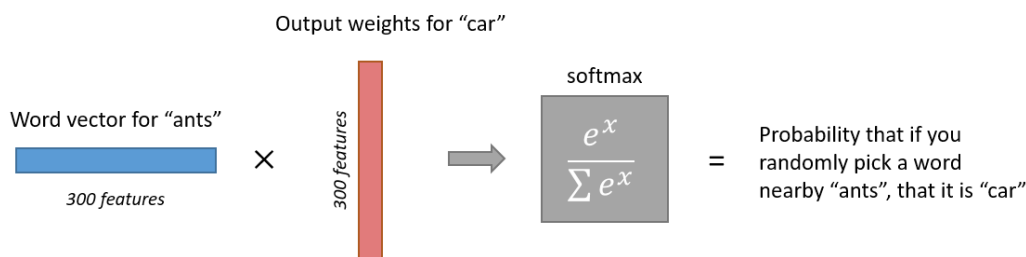 Output weights for “car”
Word vector for “ants”
300 features
×
300 features
softmax
e^x
∑ e^x
=
Probability that if you
randomly pick a word
nearby “ants”, that it is “car”